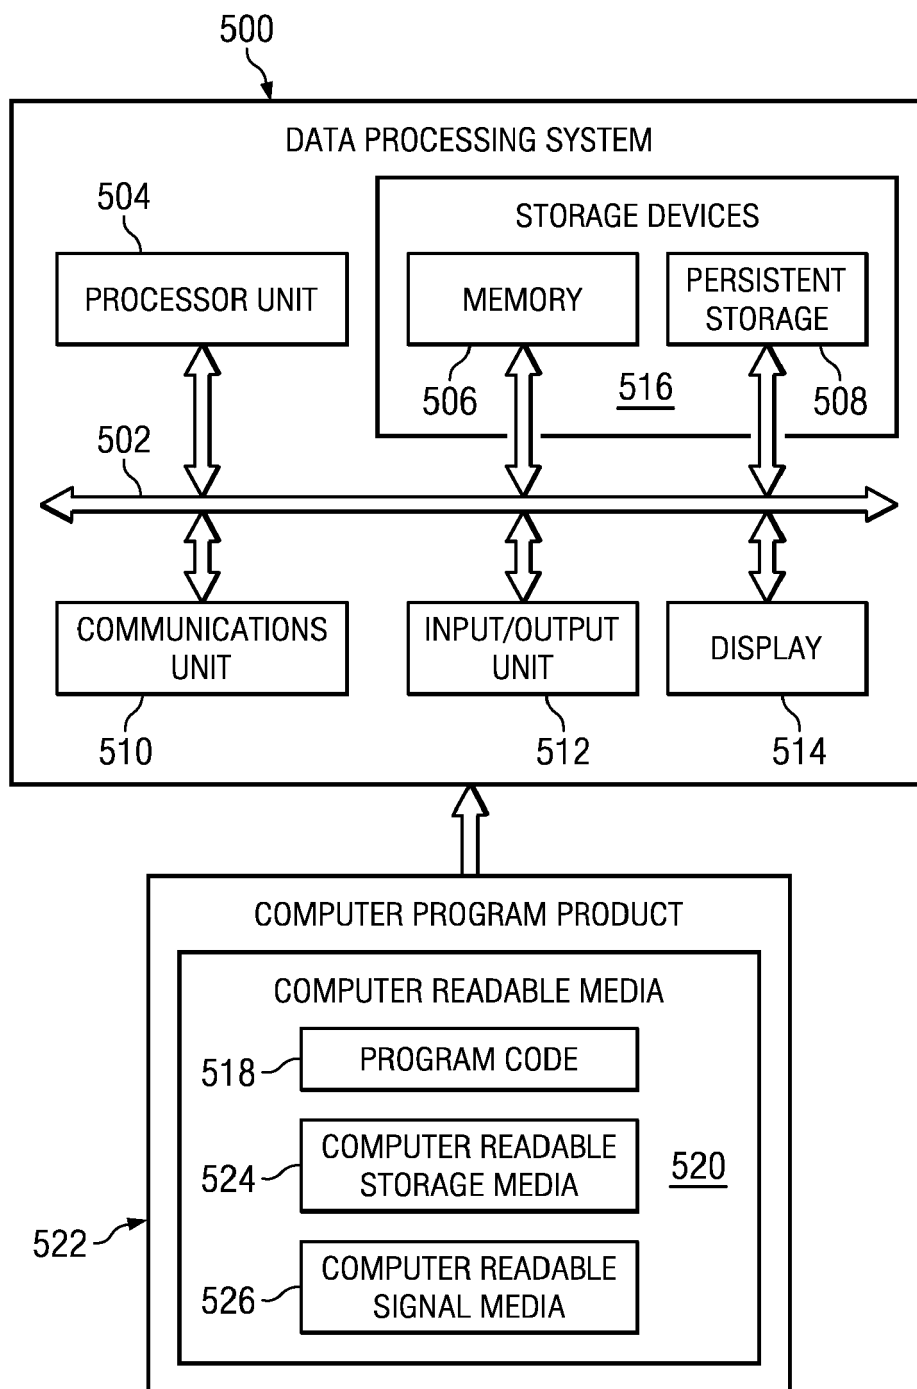 500
DATA PROCESSING SYSTEM
504
STORAGE DEVICES
PROCESSOR UNIT
MEMORY
PERSISTENT
STORAGE
506
516
508
502
COMMUNICATIONS
UNIT
INPUT/OUTPUT
UNIT
DISPLAY
510
512
514
COMPUTER PROGRAM PRODUCT
COMPUTER READABLE MEDIA
518
PROGRAM CODE
524
COMPUTER READABLE
STORAGE MEDIA
520
522
526
COMPUTER READABLE
SIGNAL MEDIA